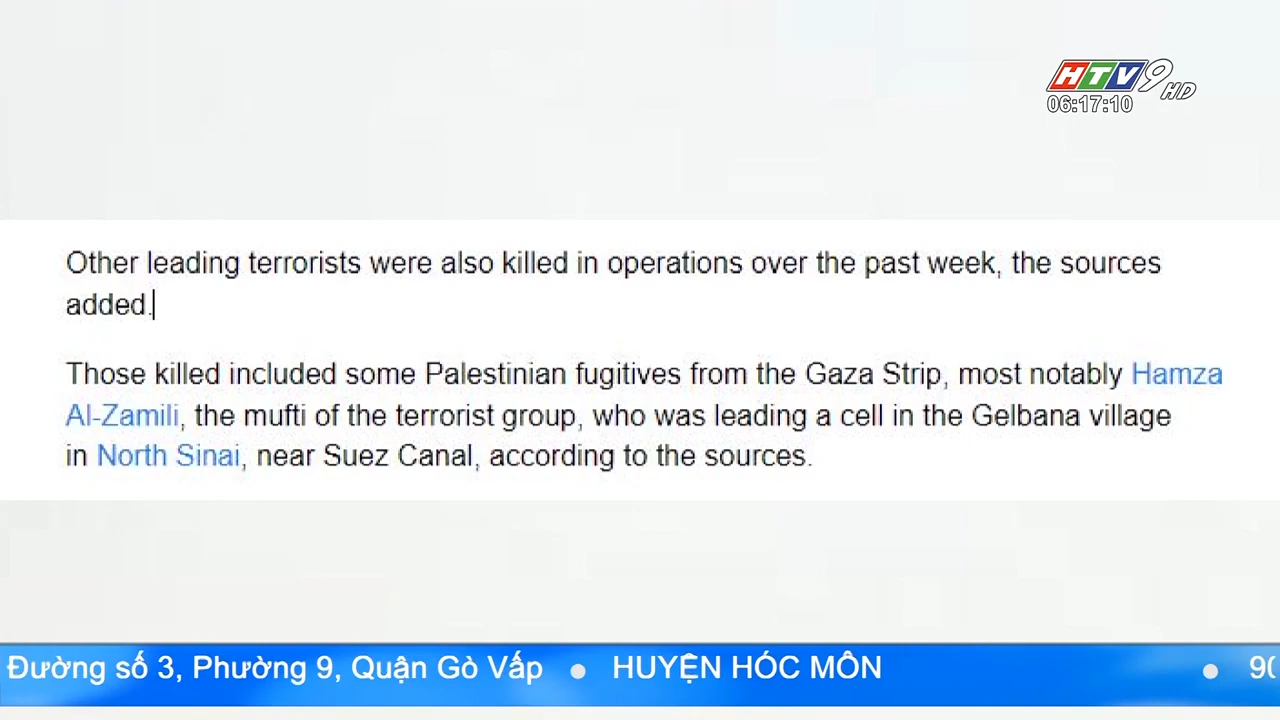 HTV9 HD
06:17:10
Other leading terrorists were also killed in operations over the past week, the sources
added.
Those killed included some Palestinian fugitives from the Gaza Strip, most notably Hamza
Al-Zamili, the mufti of the terrorist group, who was leading a cell in the Gelbana village
in North Sinai, near Suez Canal, according to the sources.
Đường số 3, Phường 9, Quận Gò Vấp • HUYỆN HÓC MÔN • 90